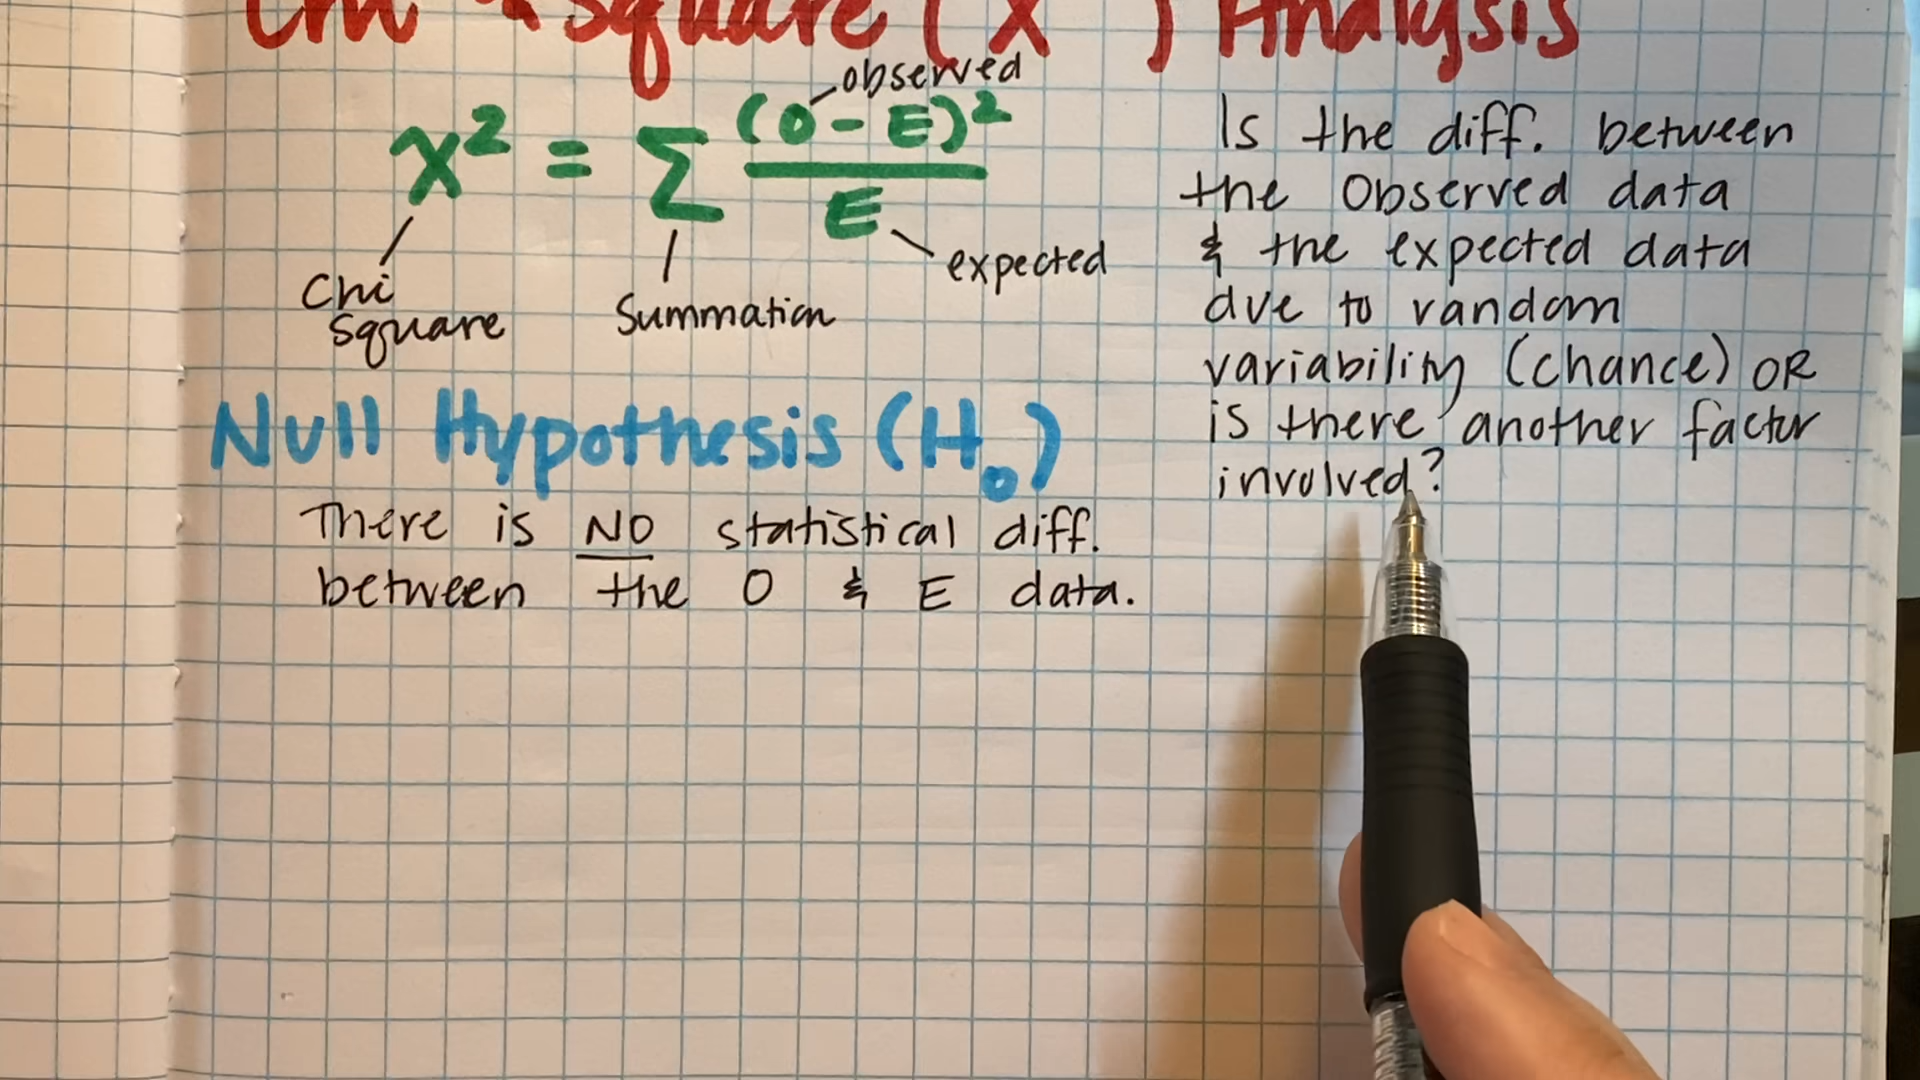 Chi-Square (X²) Analysis
observed
χ² = Σ (O - E)² / E
expected
Chi
Square
Summation
Is the diff. between
the Observed data
& the expected data
due to random
variability (chance) OR
is there another factor
involved?
Null Hypothesis (H₀)
There is NO statistical diff.
between the O & E data.